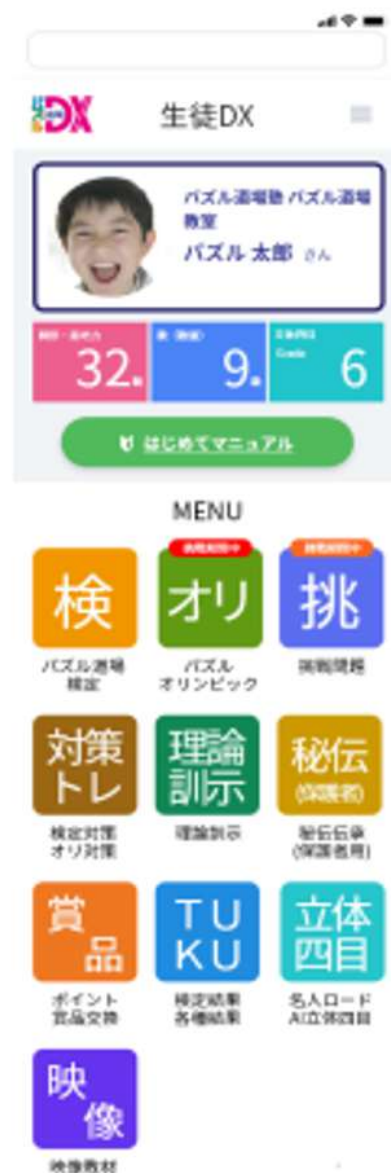 DX
生徒DX
パズル道場塾 パズル道場
教室
パズル 太郎 さん
32
9
6
Grade
はじめてマニュアル
MENU
検
オリ
挑
パズル道場
検定
パズル
オリンピック
挑戦問題
対策
トレ
理論
訓示
秘伝
(保護者)
検定対策
オリ対策
理論訓示
秘伝伝承
(保護者用)
賞
品
TU
KU
立体
四目
ポイント
賞品交換
検定結果
各種結果
名人ロード
AI立体四目
映
像
映像教材